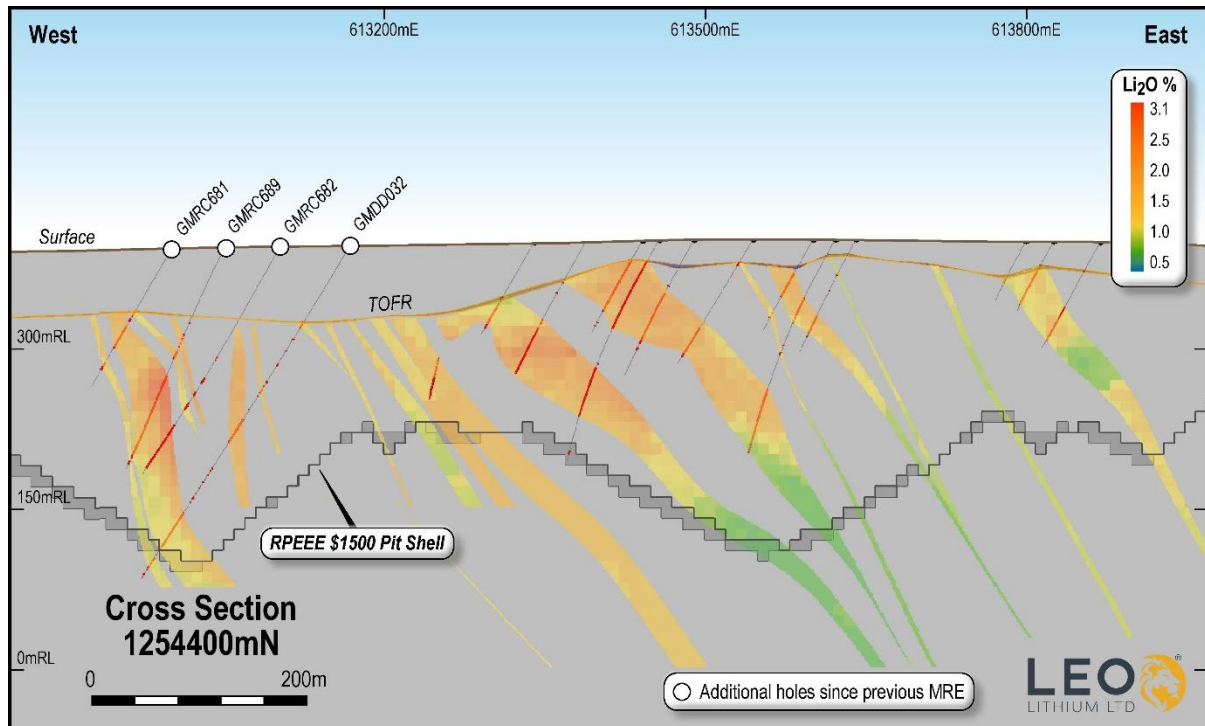 West
613200mE
613500mE
613800mE
East
Li₂O %
3.1
2.5
2.0
1.0
0.5
GMRC681
GMRC689
GMRC682
GMDD032
Surface
TOFR
300mRL
150mRL
RPEEE $1500 Pit Shell
Cross Section
1254400mN
0mRL
0
200m
Additional holes since previous MRE
LEO
LITHIUM LTD
®